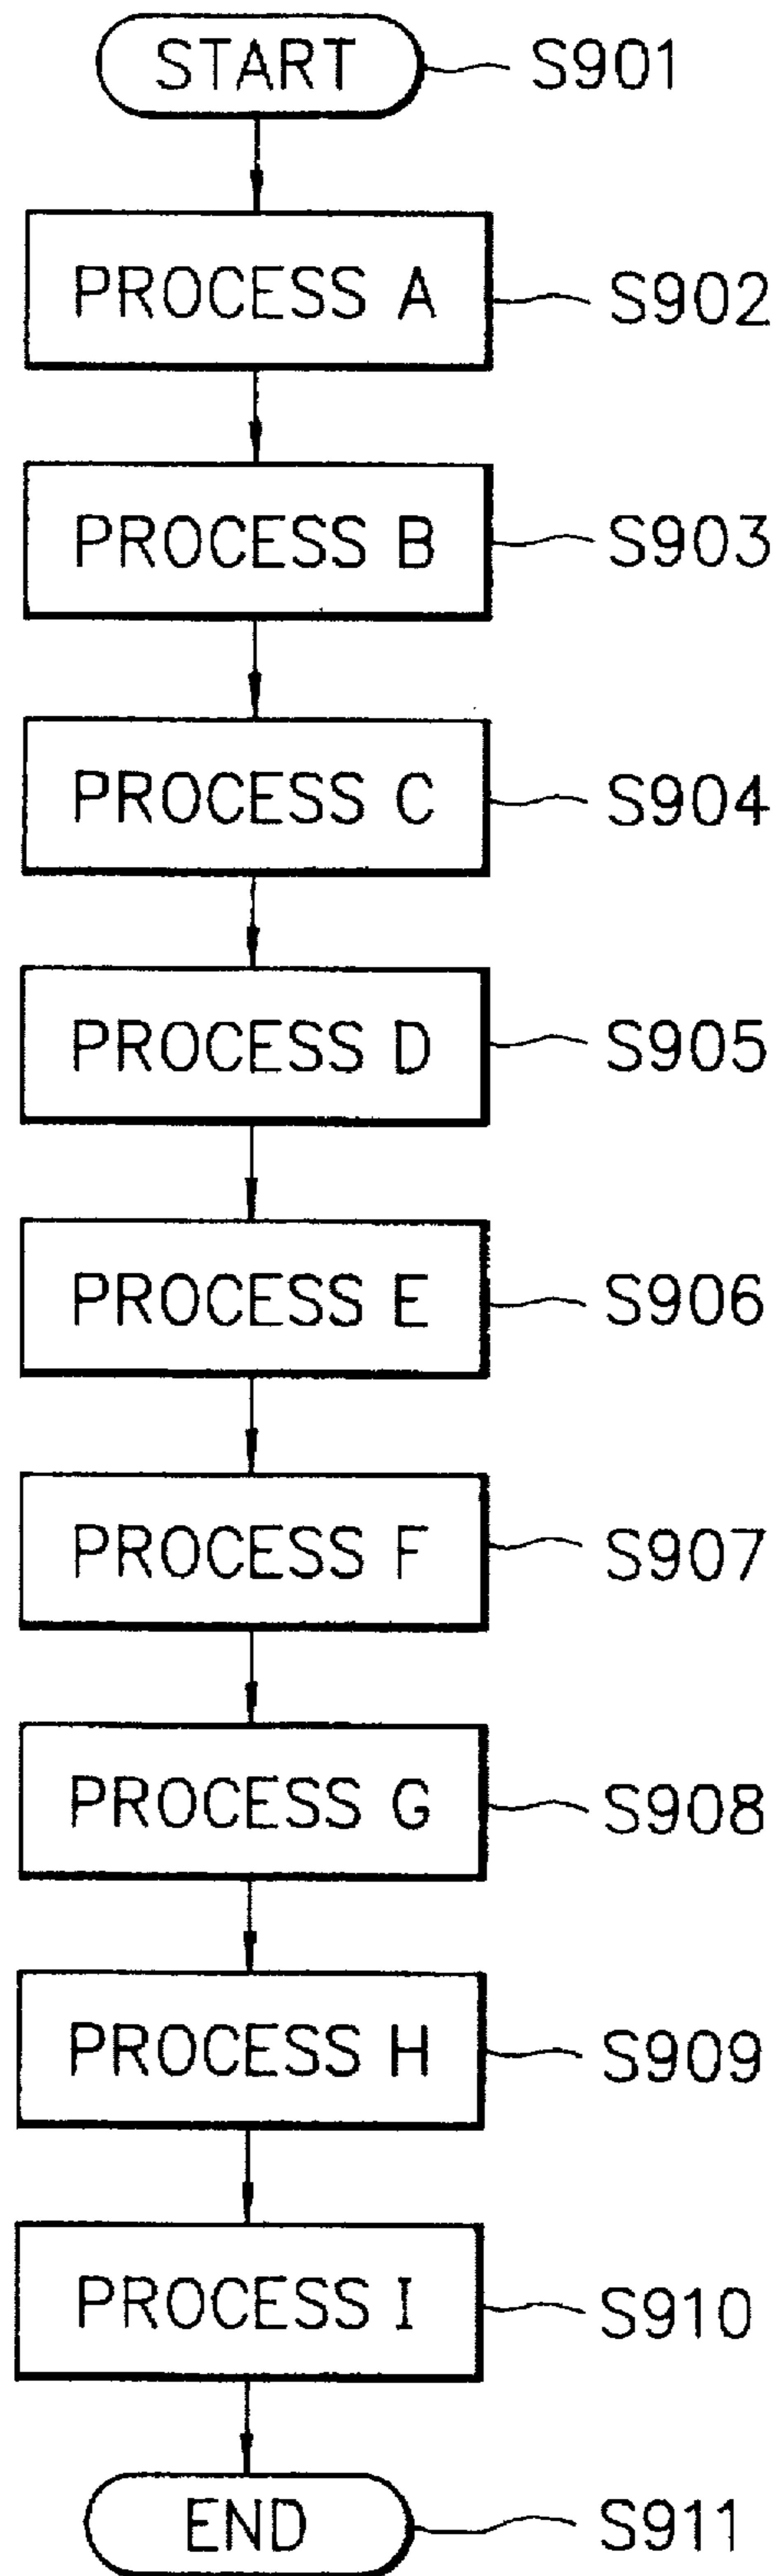 START S901
PROCESS A S902
PROCESS B S903
PROCESS C S904
PROCESS D S905
PROCESS E S906
PROCESS F S907
PROCESS G S908
PROCESS H S909
PROCESS I S910
END S911